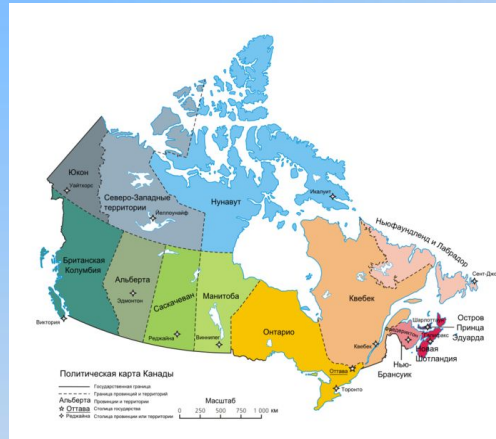 Юкон
Уайтхорс
Северо-Западные
территории
Йеллоунайф
Нунавут
Икалуит
Ньюфаундленд и Лабрадор
Британская
Колумбия
Альберта
Эдмонтон
Саскачеван
Манитоба
Квебек
Виктория
Реджайна
Виннипег
Онтарио
Квебек
Оттава
Торонто
Остров
Принца
Эдуарда
Новая
Шотландия
Нью-
Брансуик
Политическая карта Канады
Государственная граница
Граница провинций и территорий
Альберта Провинции и территории
Оттава Столица государства
Реджайна Столица провинции или территории
Масштаб
0 250 500 750 1 000 км